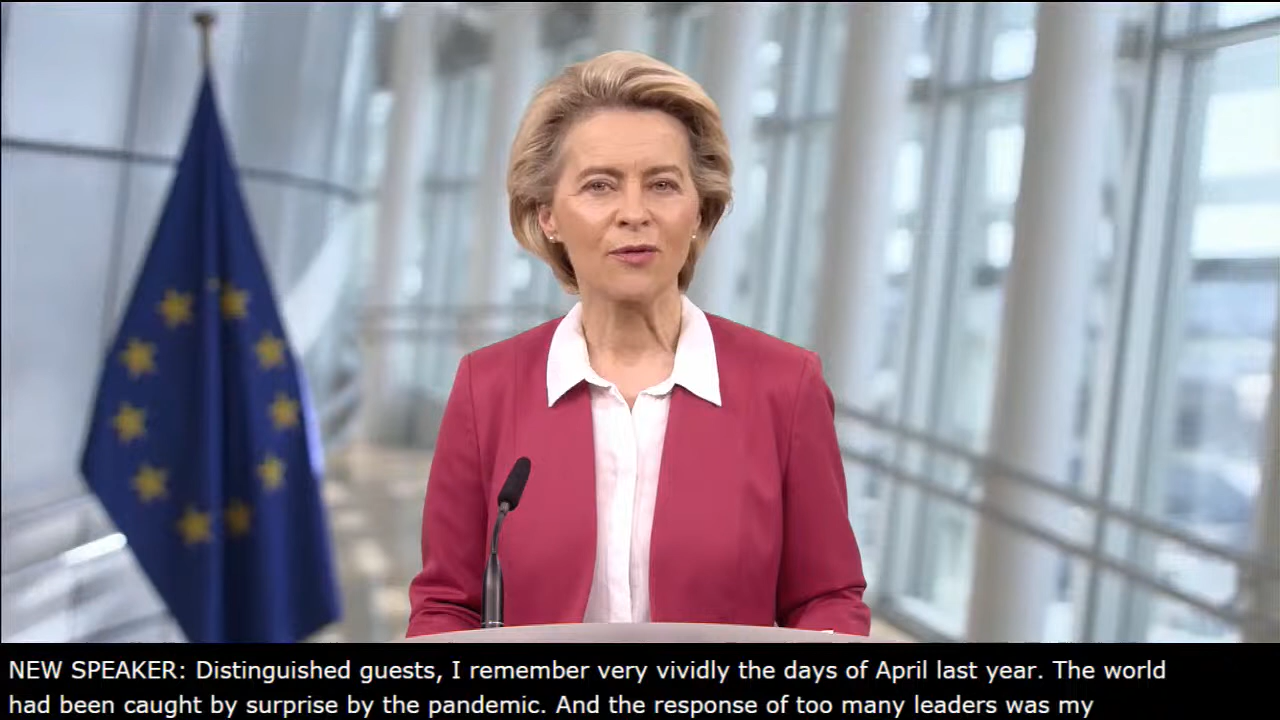 NEW SPEAKER: Distinguished guests, I remember very vividly the days of April last year. The world
had been caught by surprise by the pandemic. And the response of too many leaders was my